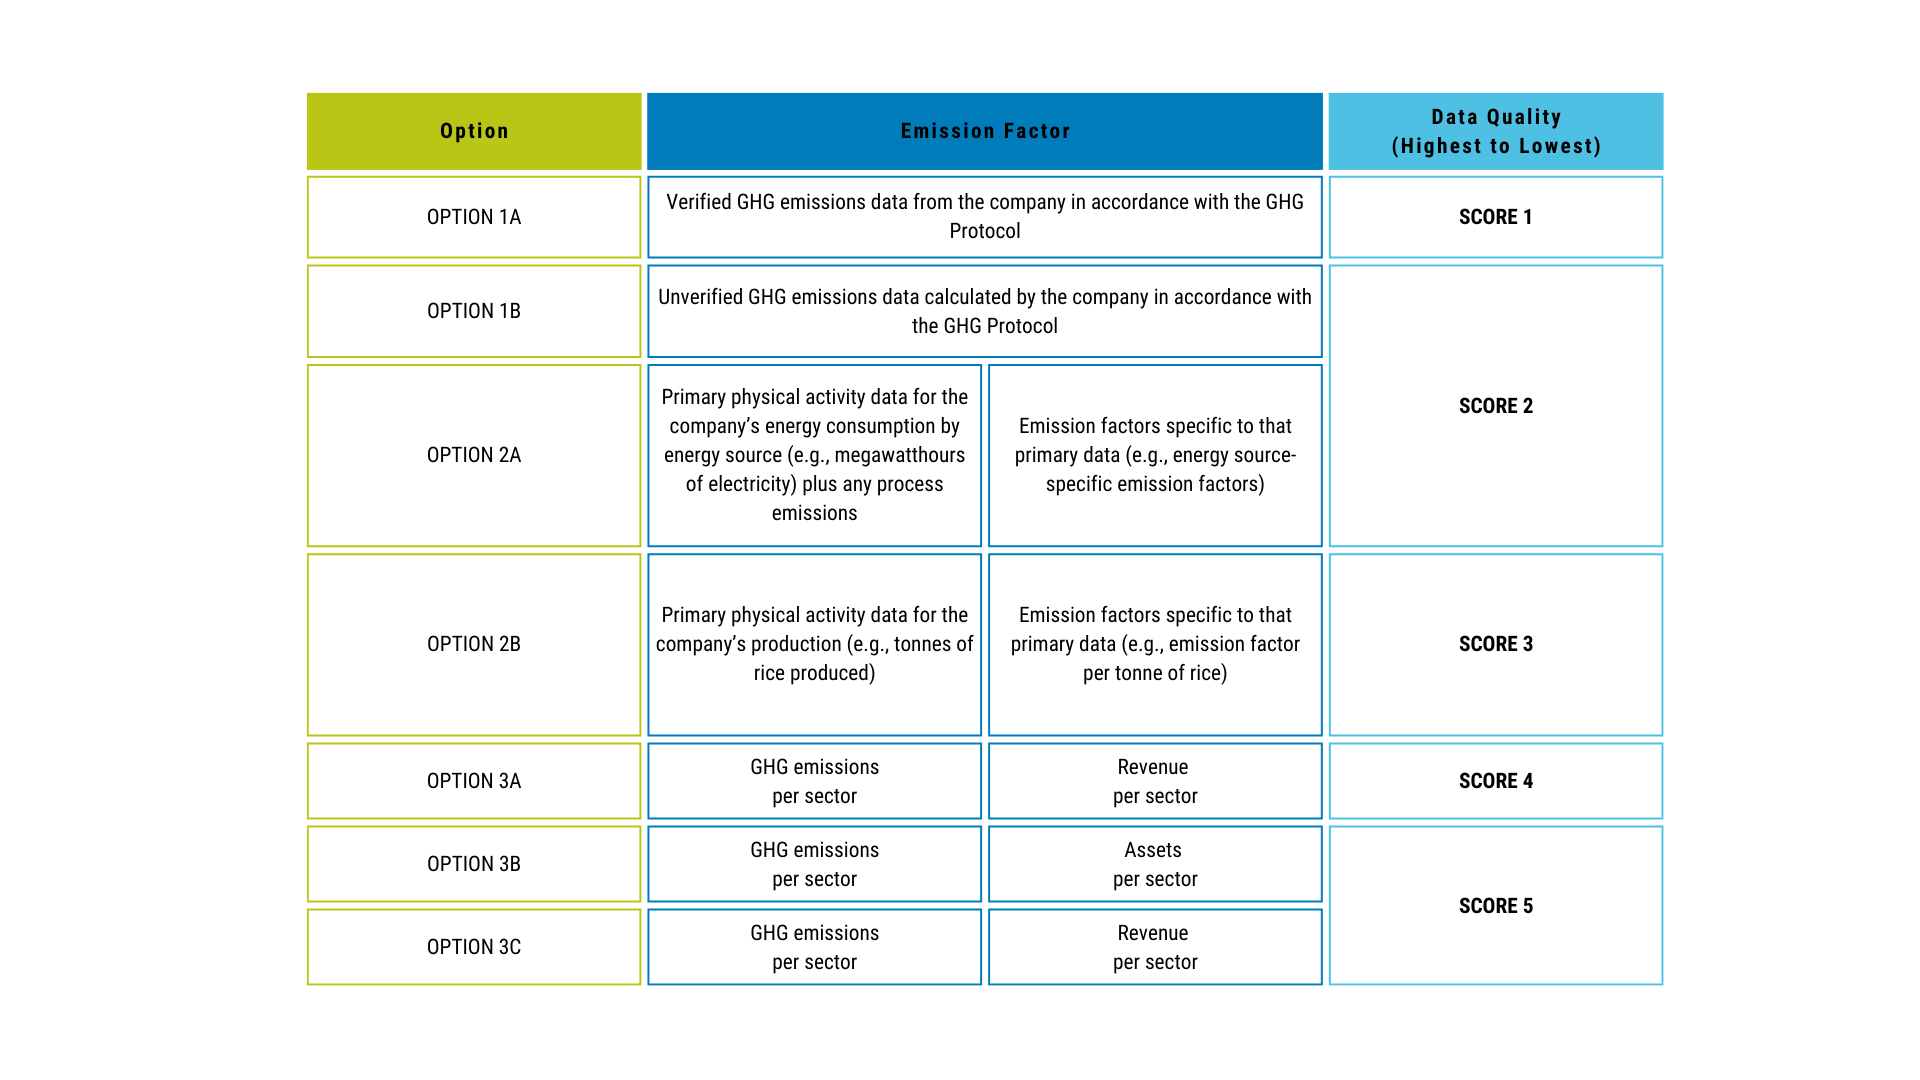 Option
Emission Factor
Data Quality
(Highest to Lowest)
OPTION 1A
Verified GHG emissions data from the company in accordance with the GHG
Protocol
SCORE 1
OPTION 1B
Unverified GHG emissions data calculated by the company in accordance with
the GHG Protocol
SCORE 2
OPTION 2A
Primary physical activity data for the
company’s energy consumption by
energy source (e.g., megawatthours
of electricity) plus any process
emissions
Emission factors specific to that
primary data (e.g., energy source-
specific emission factors)
OPTION 2B
Primary physical activity data for the
company’s production (e.g., tonnes of
rice produced)
Emission factors specific to that
primary data (e.g., emission factor
per tonne of rice)
SCORE 3
OPTION 3A
GHG emissions
per sector
Revenue
per sector
SCORE 4
OPTION 3B
GHG emissions
per sector
Assets
per sector
SCORE 5
OPTION 3C
GHG emissions
per sector
Revenue
per sector